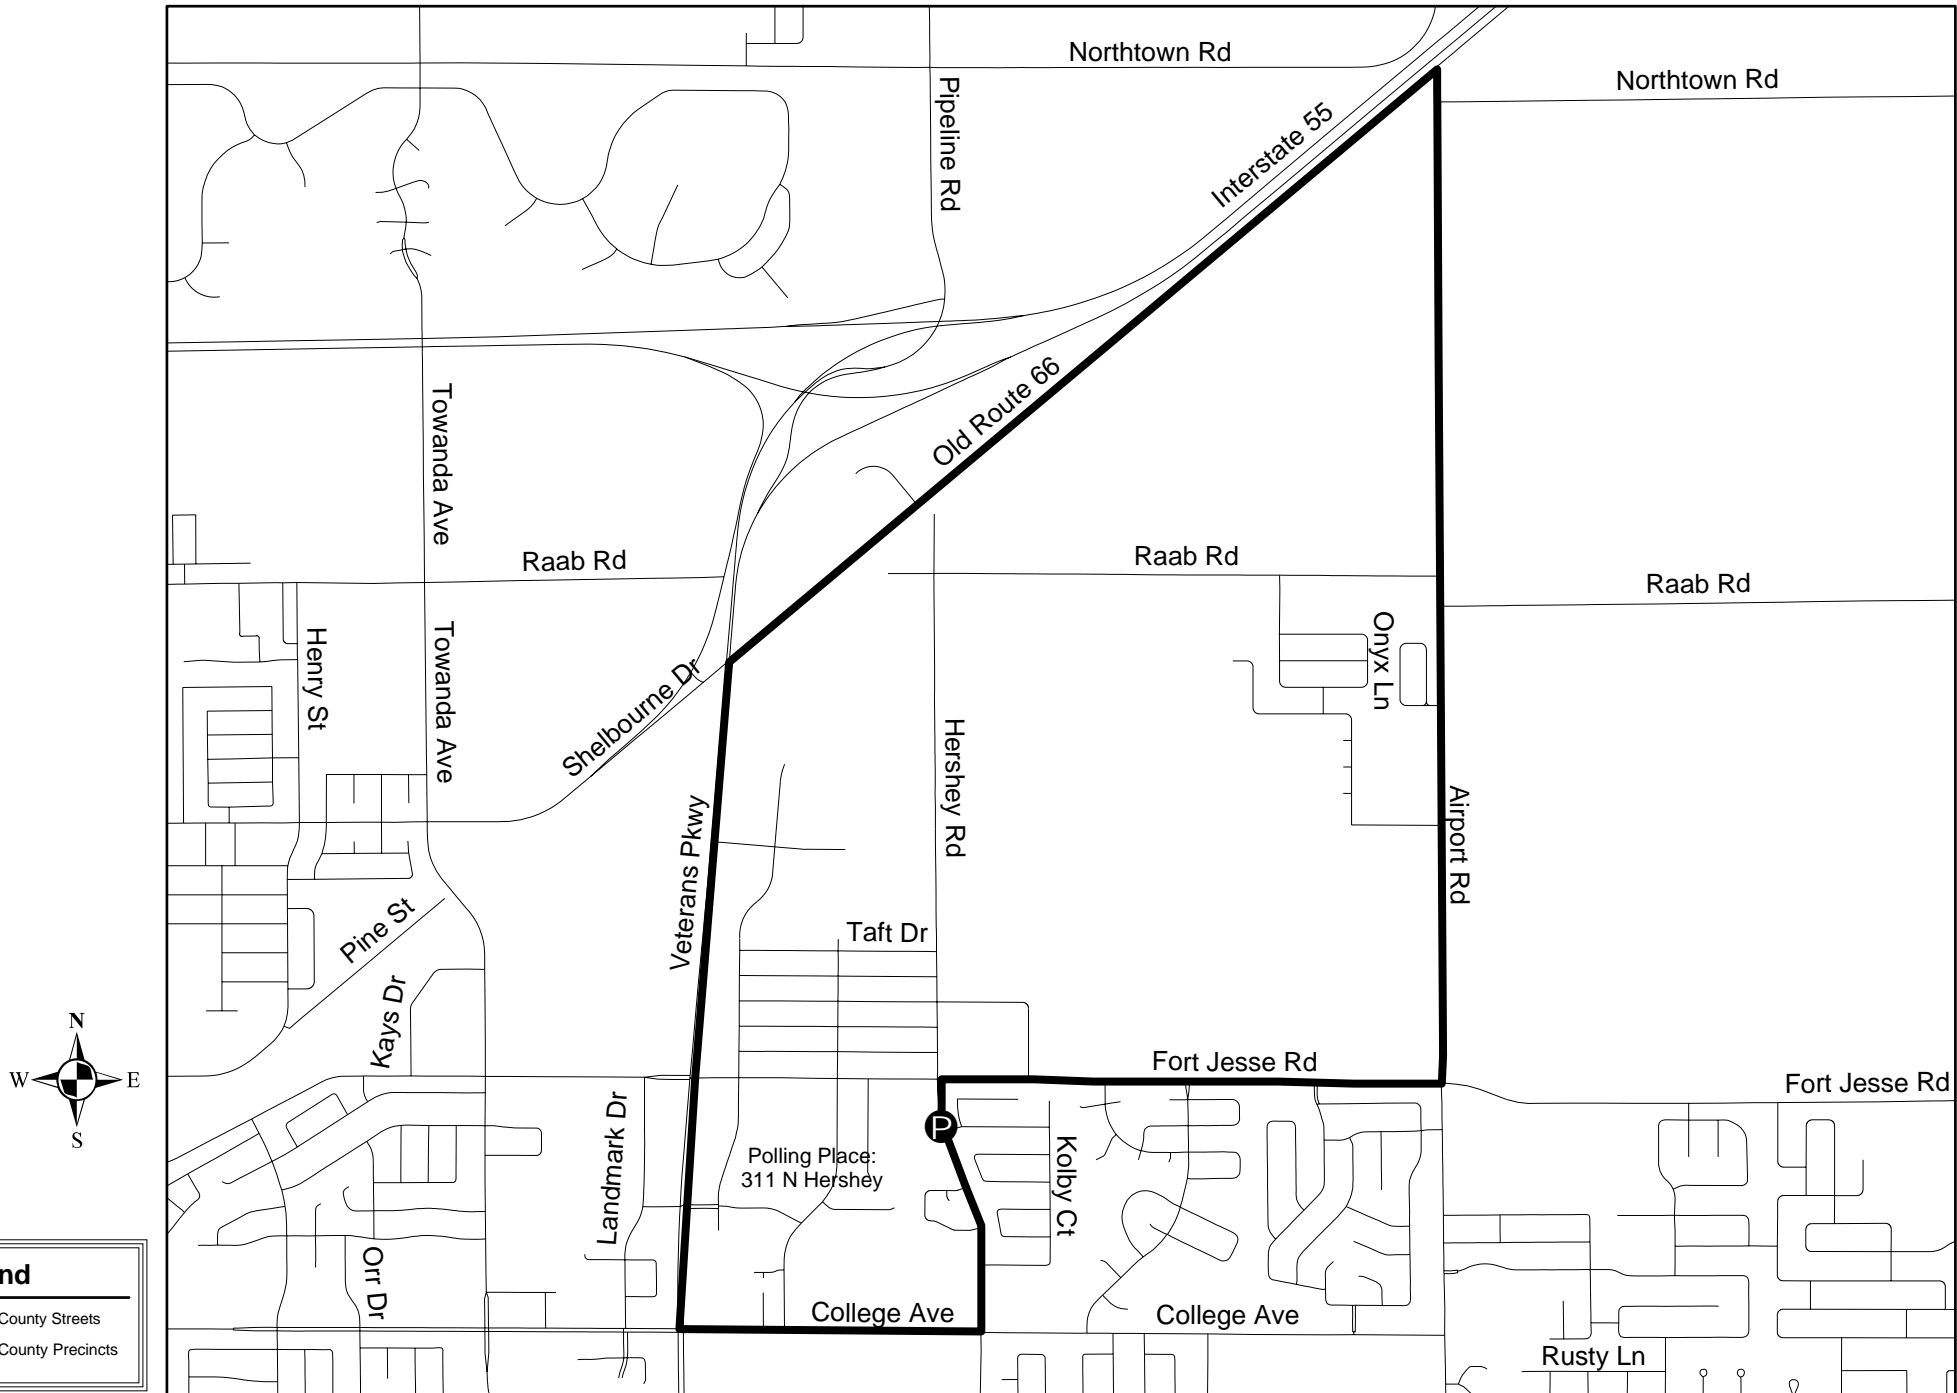 Northtown Rd
Northtown Rd
Pipeline Rd
Interstate 55
Old Route 66
Towanda Ave
Raab Rd
Raab Rd
Raab Rd
Henry St
Towanda Ave
Shelbourne Dr
Onyx Ln
Hershey Rd
Veterans Pkwy
Airport Rd
Pine St
Taft Dr
Kays Dr
N
W
E
S
Fort Jesse Rd
Fort Jesse Rd
Landmark Dr
P
Polling Place:
311 N Hershey
Kolby Ct
Orr Dr
nd
County Streets
County Precincts
College Ave
College Ave
Rusty Ln